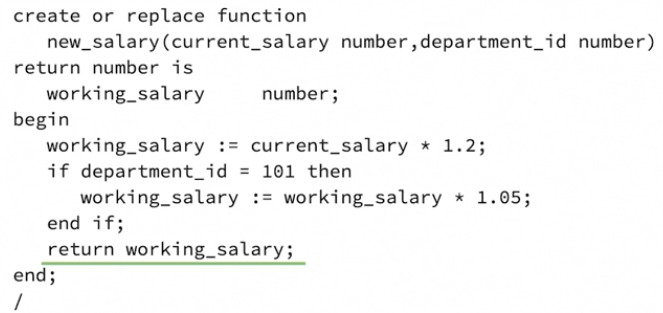 create or replace function
   new_salary(current_salary number,department_id number)
return number is
   working_salary     number;
begin
   working_salary := current_salary * 1.2;
   if department_id = 101 then
      working_salary := working_salary * 1.05;
   end if;
   return working_salary;
end;
/